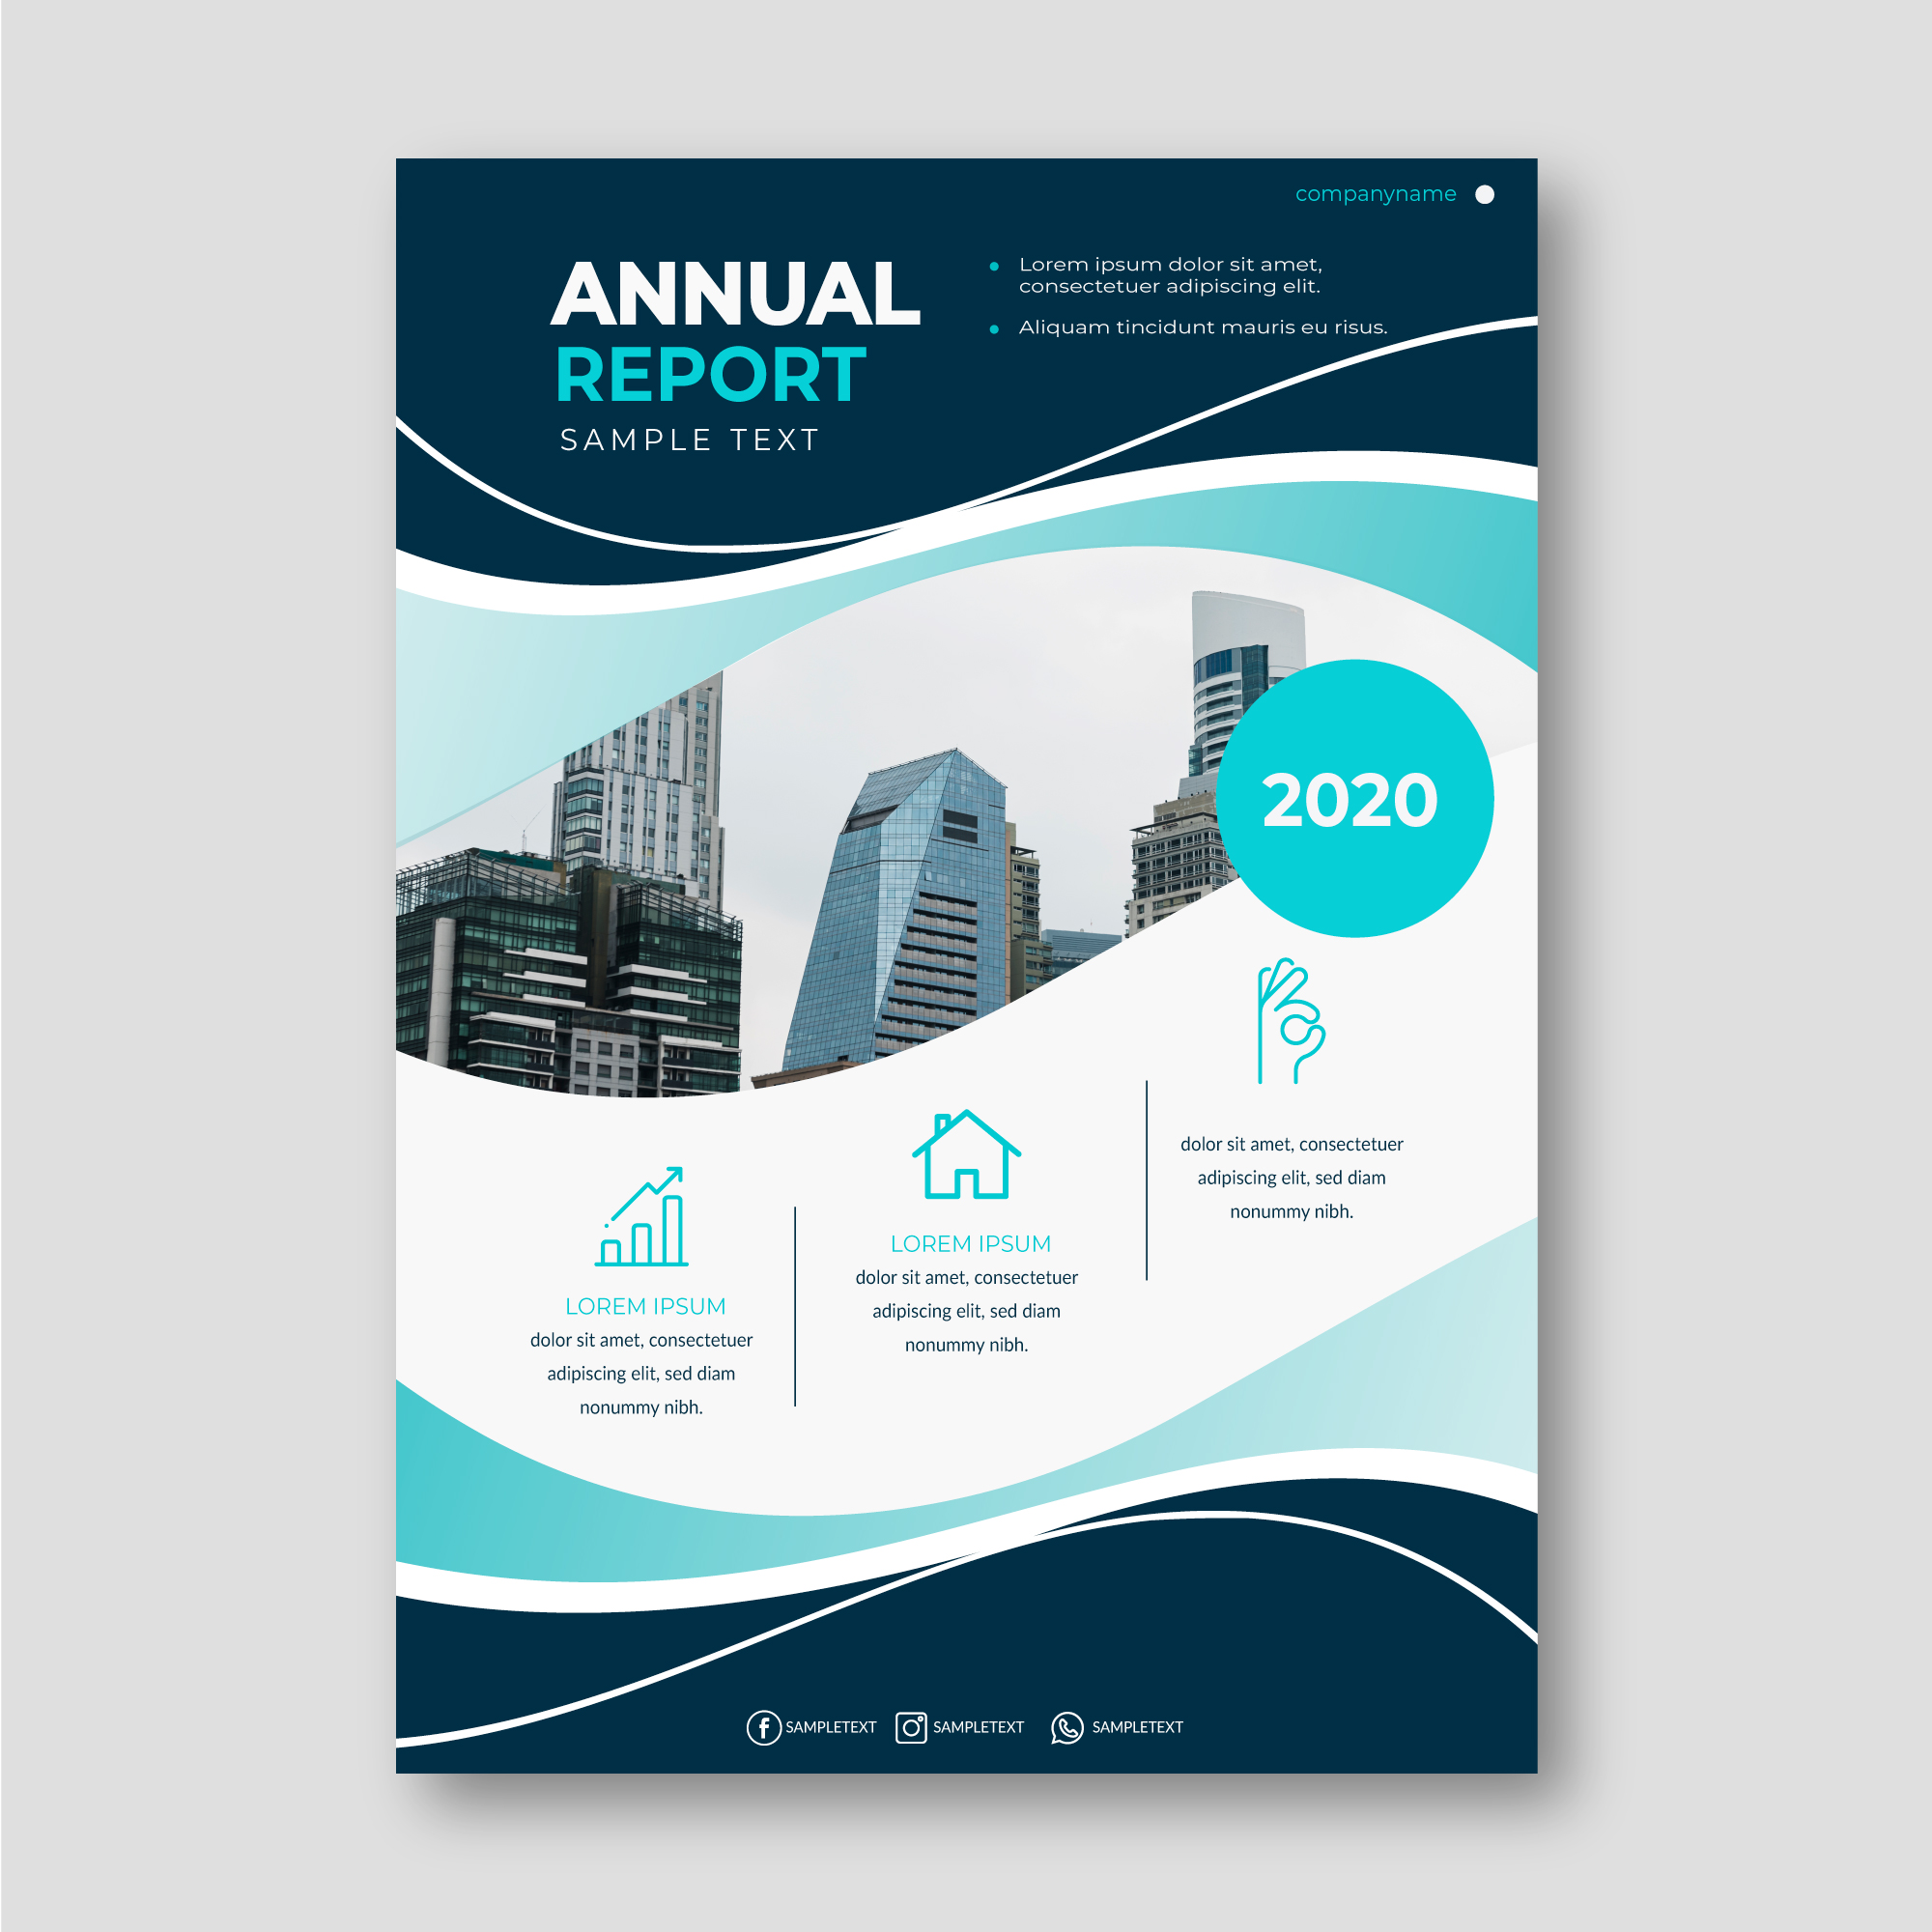 companyname
ANNUAL
REPORT
SAMPLE TEXT
Lorem ipsum dolor sit amet,
consectetuer adipiscing elit.
Aliquam tincidunt mauris eu risus.
2020
LOREM IPSUM
dolor sit amet, consectetuer
adipiscing elit, sed diam
nonummy nibh.
LOREM IPSUM
dolor sit amet, consectetuer
adipiscing elit, sed diam
nonummy nibh.
dolor sit amet, consectetuer
adipiscing elit, sed diam
nonummy nibh.
SAMPLETEXT SAMPLETEXT SAMPLETEXT